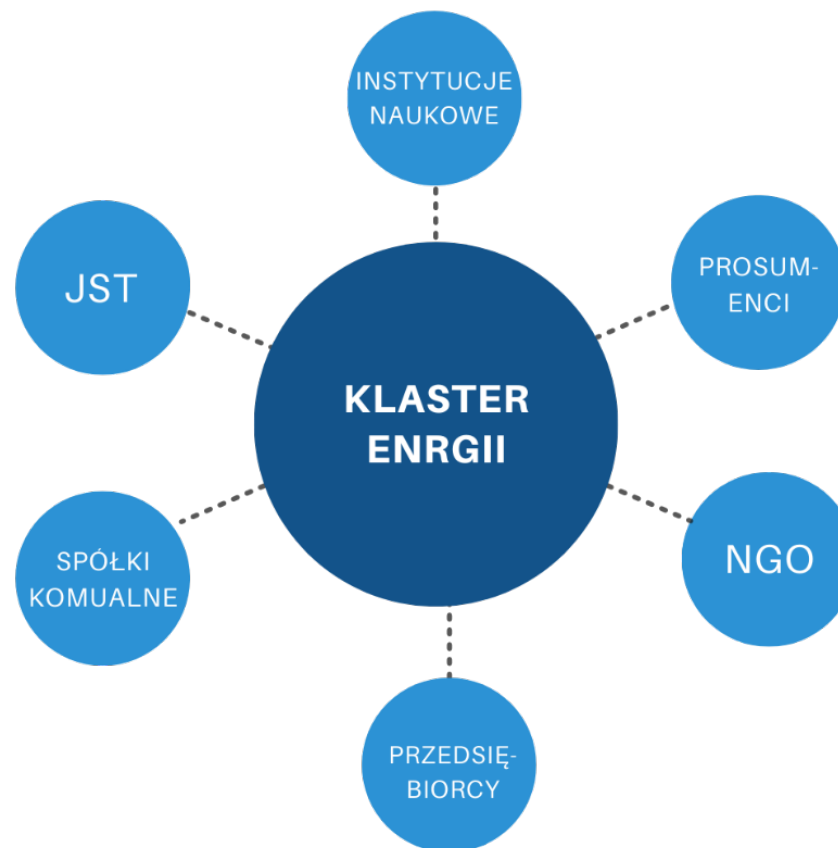 INSTYTUCJE
NAUKOWE
JST
PROSUM-
ENCI
KLASTER
ENRGII
SPÓŁKI
KOMUALNE
NGO
PRZEDSIĘ-
BIORCY